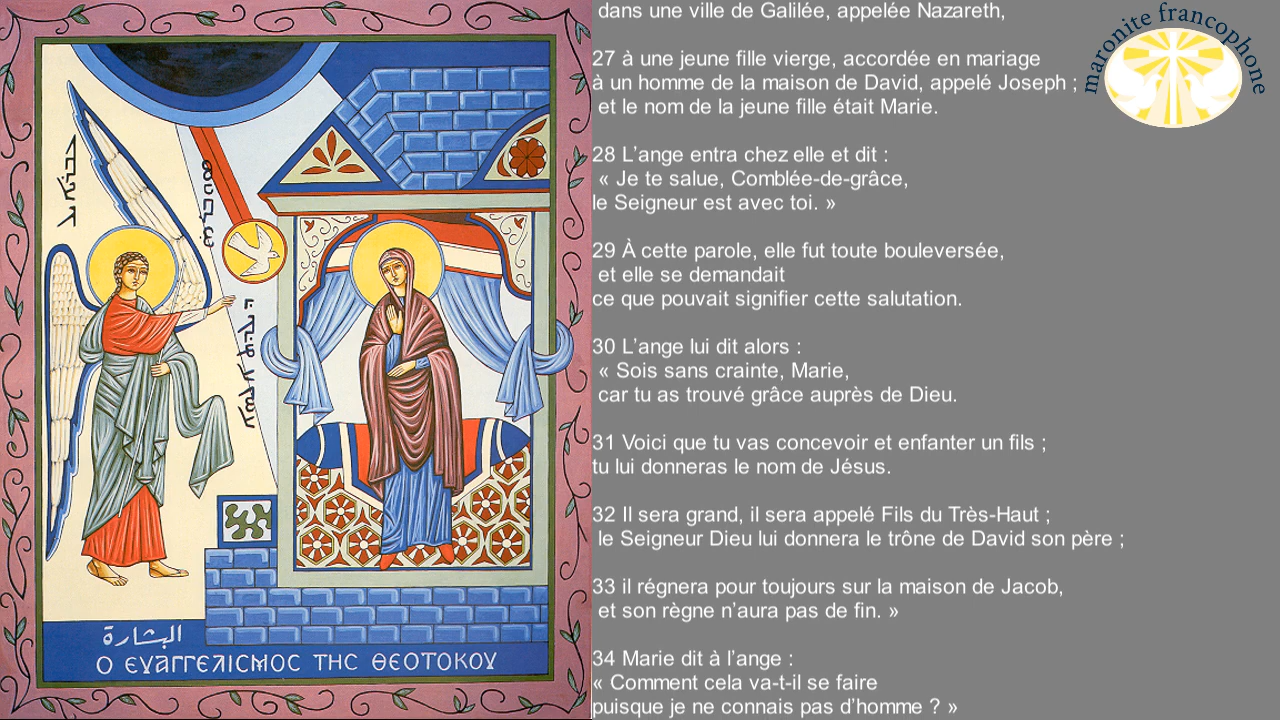 dans une ville de Galilée, appelée Nazareth,
27 à une jeune fille vierge, accordée en mariage
à un homme de la maison de David, appelé Joseph ;
et le nom de la jeune fille était Marie.
28 L’ange entra chez elle et dit :
« Je te salue, Comblée-de-grâce,
le Seigneur est avec toi. »
29 À cette parole, elle fut toute bouleversée,
et elle se demandait
ce que pouvait signifier cette salutation.
30 L’ange lui dit alors :
« Sois sans crainte, Marie,
car tu as trouvé grâce auprès de Dieu.
31 Voici que tu vas concevoir et enfanter un fils ;
tu lui donneras le nom de Jésus.
32 Il sera grand, il sera appelé Fils du Très-Haut ;
le Seigneur Dieu lui donnera le trône de David son père ;
33 il régnera pour toujours sur la maison de Jacob,
et son règne n’aura pas de fin. »
34 Marie dit à l’ange :
« Comment cela va-t-il se faire
puisque je ne connais pas d’homme ? »
maronite francophone
البشارة
Ο ΕΥΑΓΓΕΛΙСΜΟС ΤΗС ΘΕΟΤΟΚΟΥ